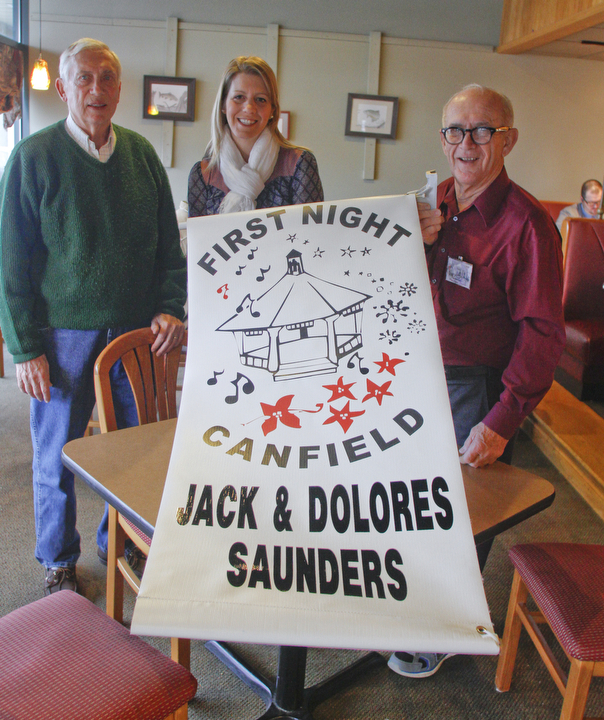 FIRST NIGHT
CANFIELD
JACK & DOLORES
SAUNDERS